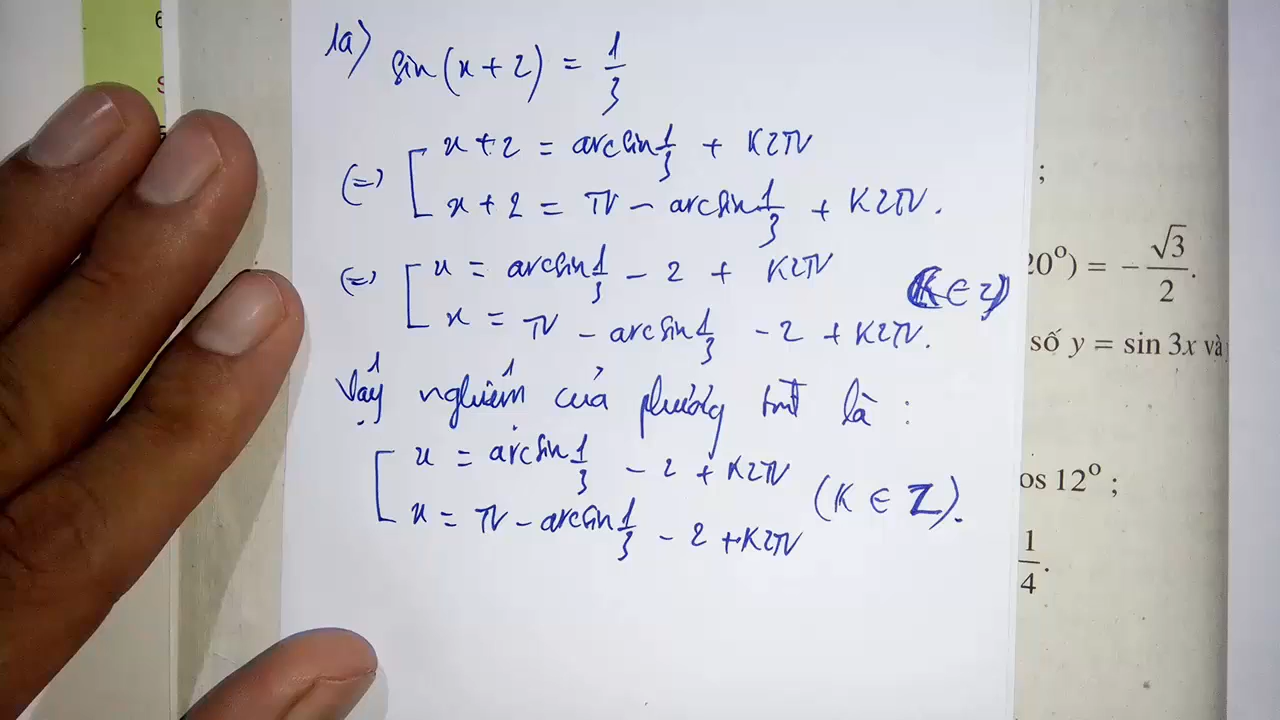 1a) sin(x+2) = 1/3
(=) [ x+2 = arcsin 1/3 + K2π
x+2 = π - arcsin 1/3 + K2π.
(=) [ x = arcsin 1/3 - 2 + K2π
x = π - arcsin 1/3 - 2 + K2π. (K ∈ Z)
Vậy nghiệm của phương trình là :
[ x = arcsin 1/3 - 2 + K2π
x = π - arcsin 1/3 - 2 + K2π (K ∈ Z).
6
S
;
20°) = -√3/2.
số y = sin 3x và
os 12° ;
1/4.